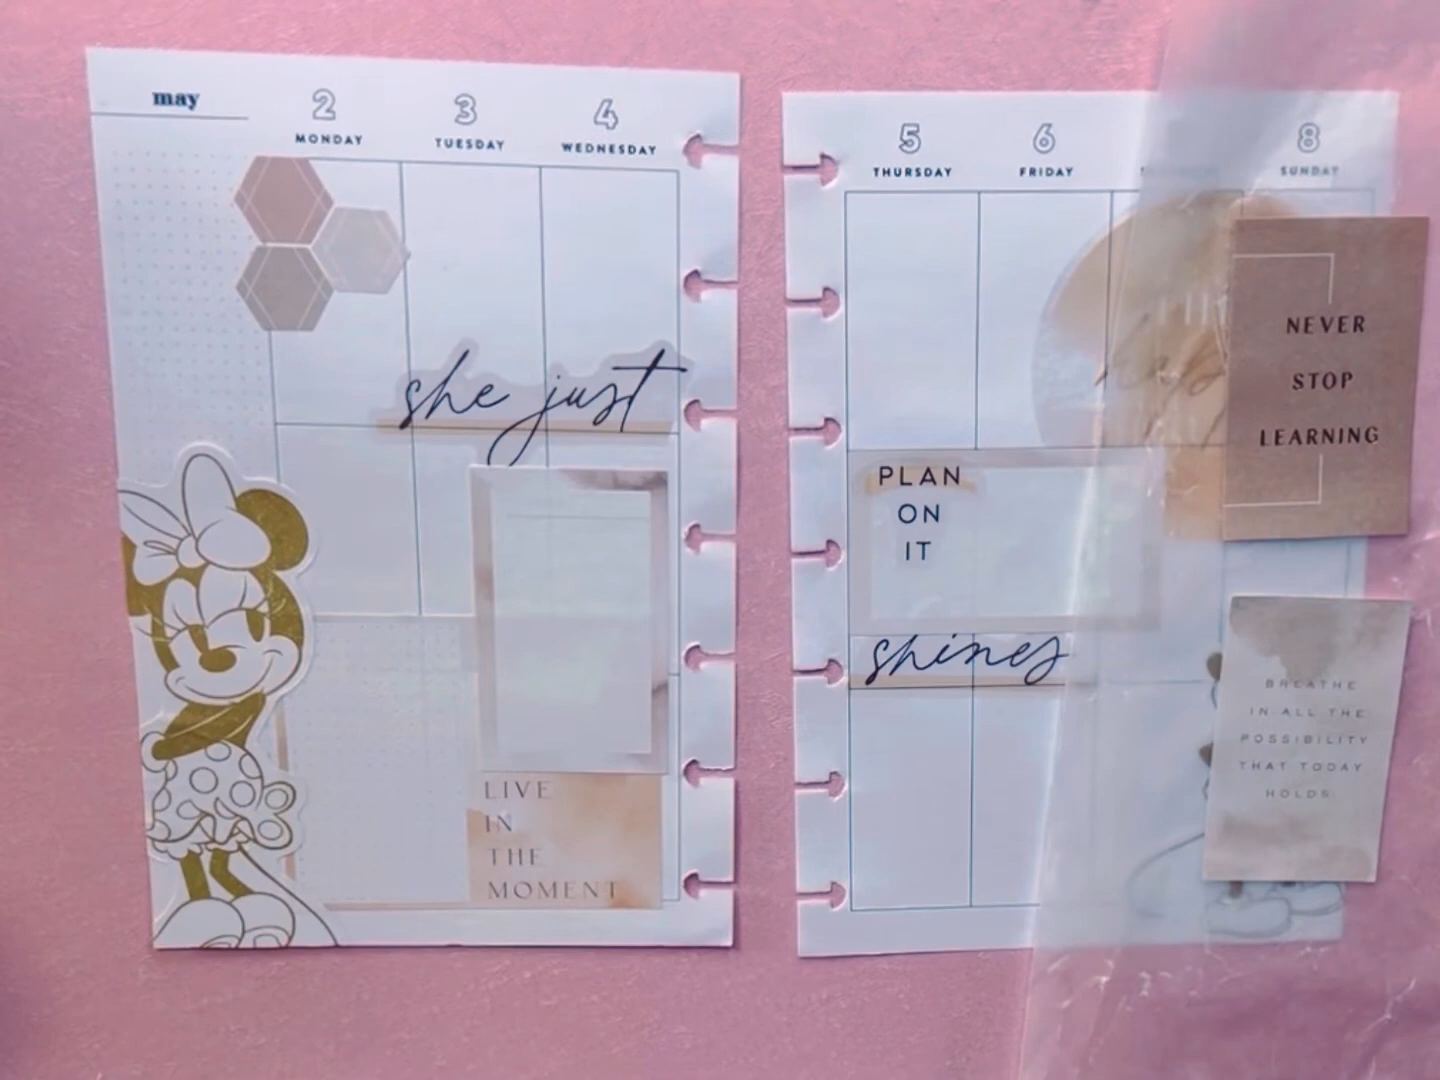 may
2
MONDAY
3
TUESDAY
4
WEDNESDAY
she just
LIVE
IN
THE
MOMENT
5
THURSDAY
6
FRIDAY
8
SUNDAY
PLAN
ON
IT
shines
NEVER
STOP
LEARNING
BREATHE
IN ALL THE
POSSIBILITY
THAT TODAY
HOLDS